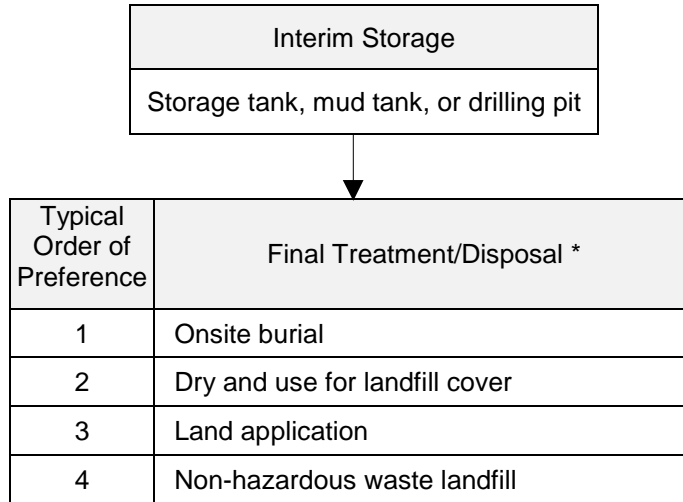 Interim Storage
Storage tank, mud tank, or drilling pit
Typical
Order of
Preference
Final Treatment/Disposal *
1 Onsite burial
2 Dry and use for landfill cover
3 Land application
4 Non-hazardous waste landfill